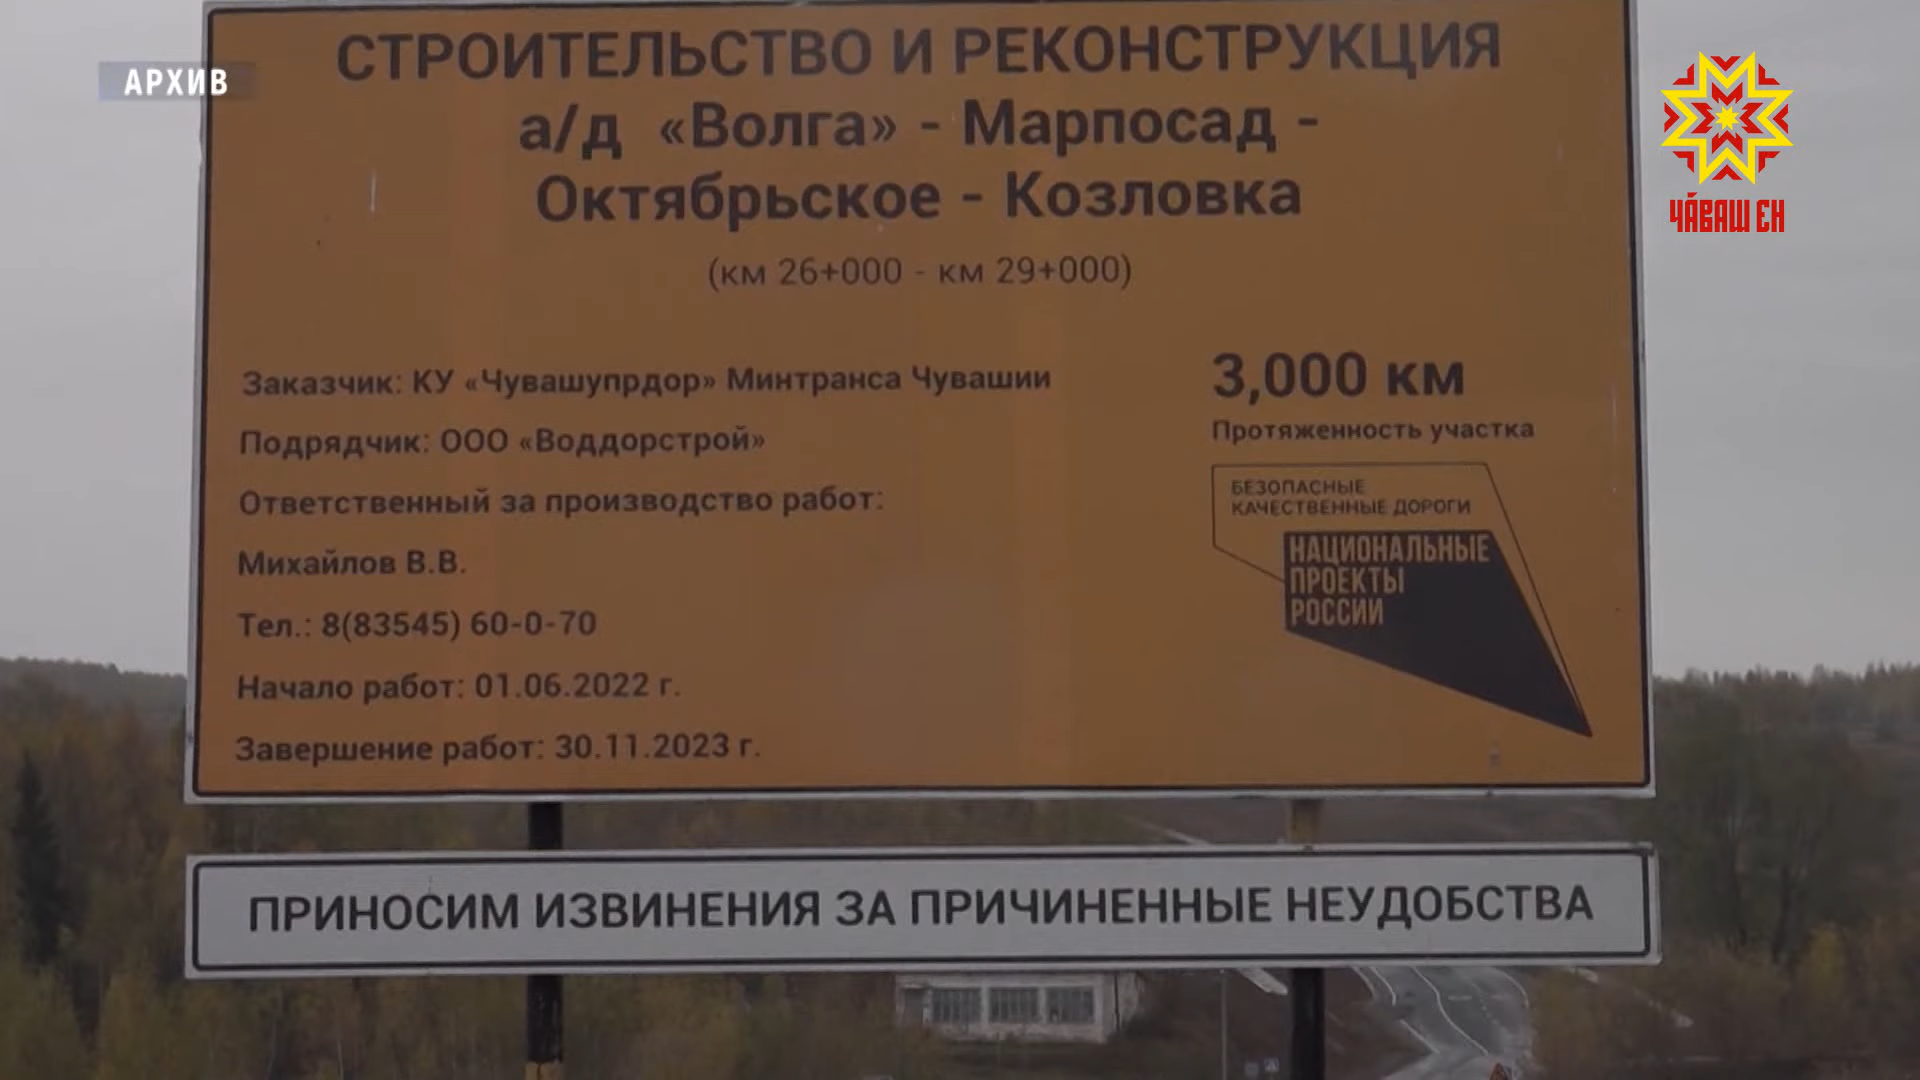 АРХИВ
СТРОИТЕЛЬСТВО И РЕКОНСТРУКЦИЯ
а/д «Волга» - Марпосад -
Октябрьское - Козловка
(км 26+000 - км 29+000)
Заказчик: КУ «Чувашупрдор» Минтранса Чувашии
Подрядчик: ООО «Воддорстрой»
Ответственный за производство работ:
Михайлов В.В.
Тел.: 8(83545) 60-0-70
Начало работ: 01.06.2022 г.
Завершение работ: 30.11.2023 г.
3,000 км
Протяженность участка
БЕЗОПАСНЫЕ
КАЧЕСТВЕННЫЕ ДОРОГИ
НАЦИОНАЛЬНЫЕ
ПРОЕКТЫ
РОССИИ
ПРИНОСИМ ИЗВИНЕНИЯ ЗА ПРИЧИНЕННЫЕ НЕУДОБСТВА
ЧӐВАШ ЕН